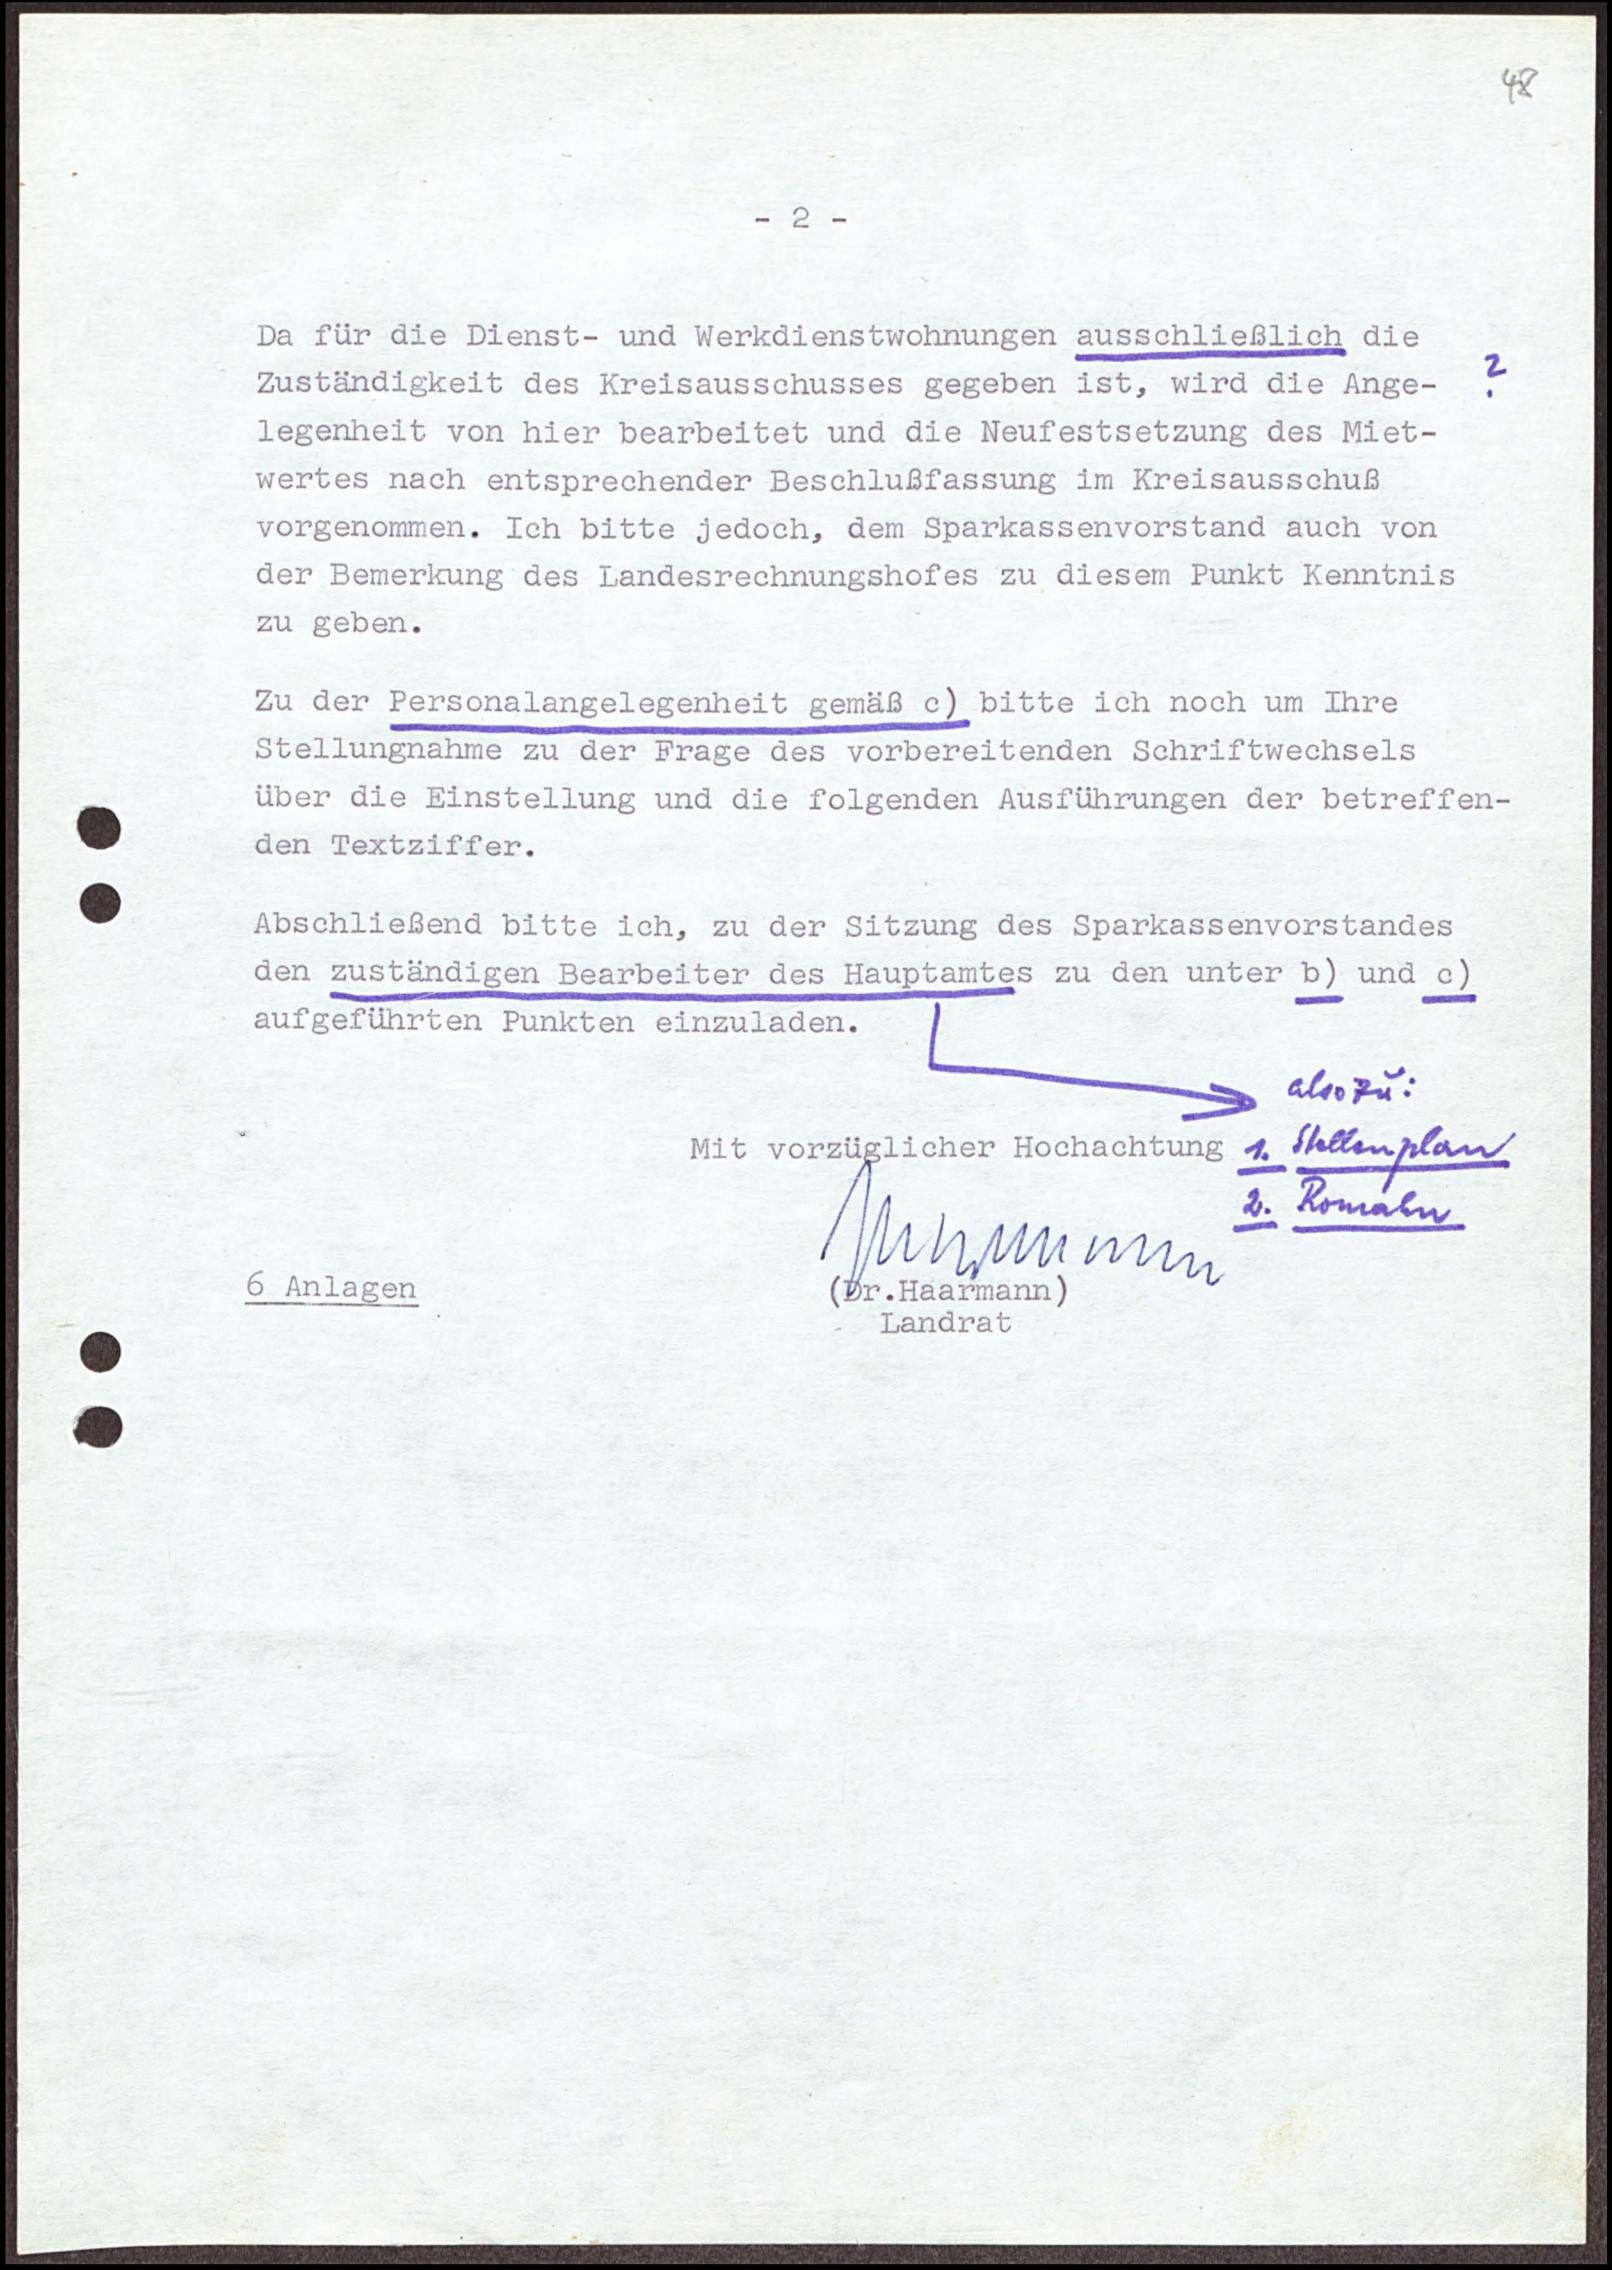 48
- 2 -
Da für die Dienst- und Werkdienstwohnungen ausschließlich die
Zuständigkeit des Kreisausschusses gegeben ist, wird die Ange- ?
legenheit von hier bearbeitet und die Neufestsetzung des Miet-
wertes nach entsprechender Beschlußfassung im Kreisausschuß
vorgenommen. Ich bitte jedoch, dem Sparkassenvorstand auch von
der Bemerkung des Landesrechnungshofes zu diesem Punkt Kenntnis
zu geben.
Zu der Personalangelegenheit gemäß c) bitte ich noch um Ihre
Stellungnahme zu der Frage des vorbereitenden Schriftwechsels
über die Einstellung und die folgenden Ausführungen der betreffen-
den Textziffer.
Abschließend bitte ich, zu der Sitzung des Sparkassenvorstandes
den zuständigen Bearbeiter des Hauptamtes zu den unter b) und c)
aufgeführten Punkten einzuladen.
also zu:
Mit vorzüglicher Hochachtung
1. Stellenplan
2. Romahn
6 Anlagen
(Dr.Haarmann)
Landrat